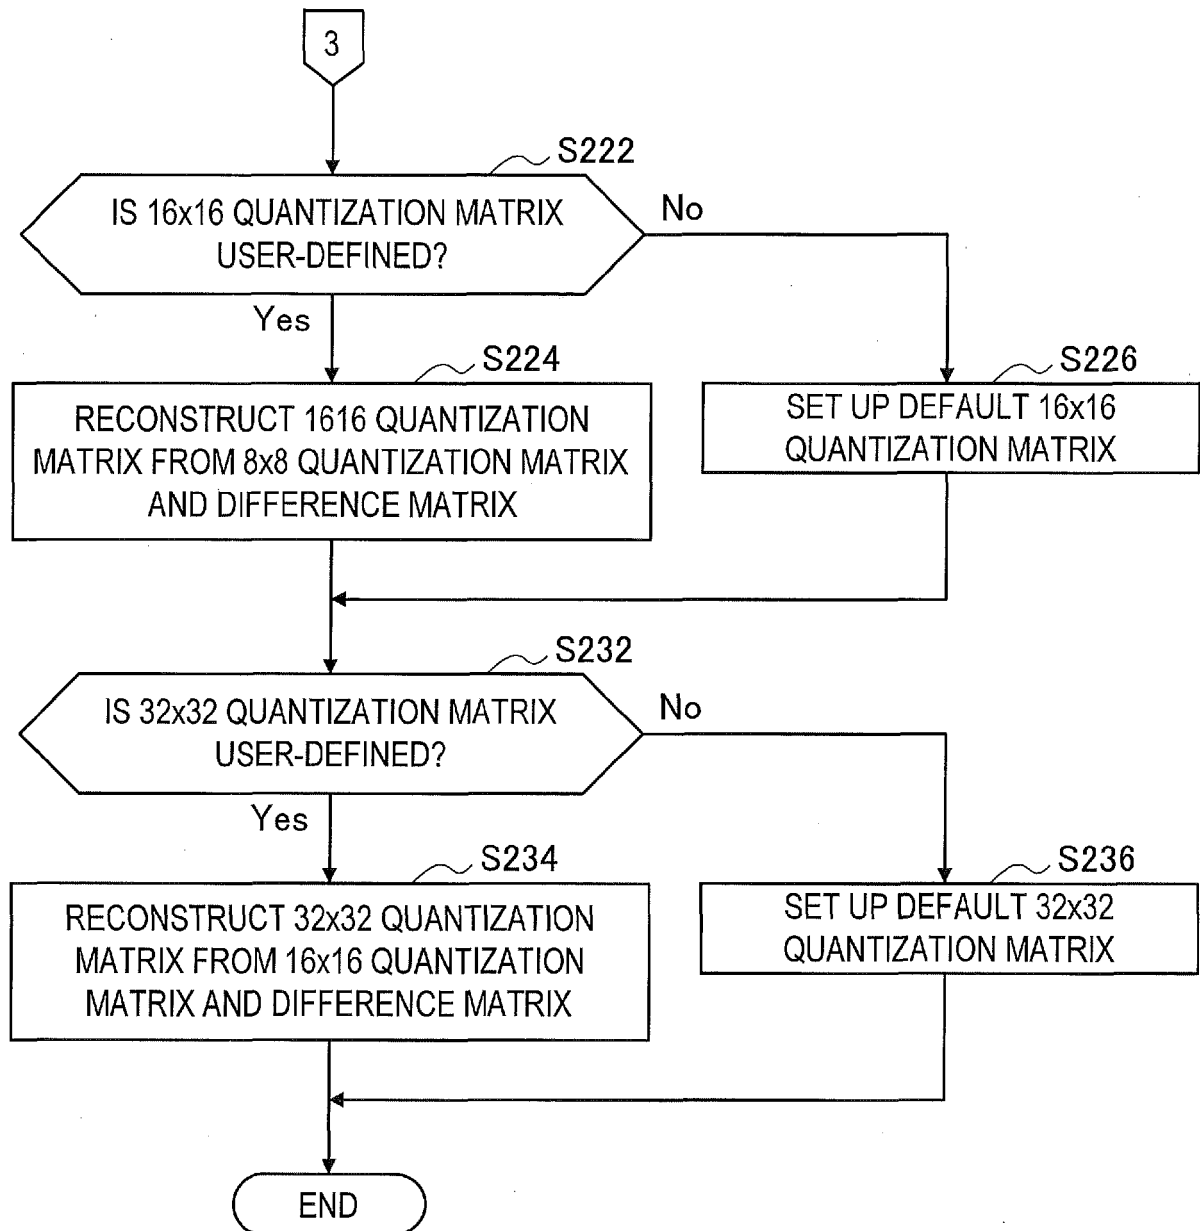 3
S222
IS 16x16 QUANTIZATION MATRIX
USER-DEFINED?
No
Yes
S224
RECONSTRUCT 1616 QUANTIZATION
MATRIX FROM 8x8 QUANTIZATION MATRIX
AND DIFFERENCE MATRIX
S226
SET UP DEFAULT 16x16
QUANTIZATION MATRIX
S232
IS 32x32 QUANTIZATION MATRIX
USER-DEFINED?
No
Yes
S234
RECONSTRUCT 32x32 QUANTIZATION
MATRIX FROM 16x16 QUANTIZATION
MATRIX AND DIFFERENCE MATRIX
S236
SET UP DEFAULT 32x32
QUANTIZATION MATRIX
END